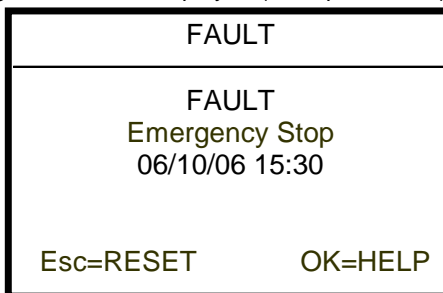 FAULT
FAULT
Emergency Stop
06/10/06 15:30
Esc=RESET OK=HELP